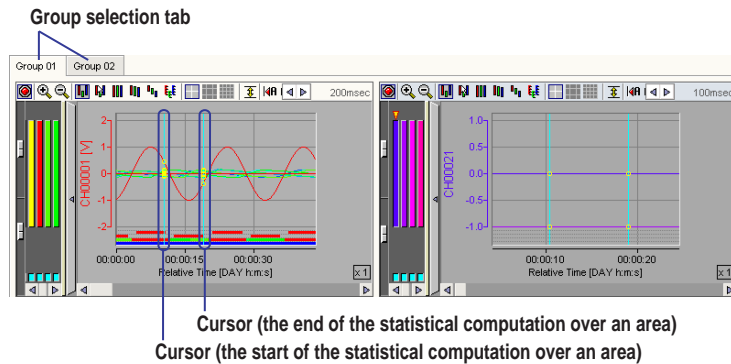 Group selection tab
Group 01 Group 02
200msec
100msec
CH00001 [V]
2
1
0
-1
-2
00:00:00 00:00:15 00:00:30
Relative Time [DAY h:m:s]
x 1
CH00021
1.0
0.5
0.0
-0.5
-1.0
00:00:10 00:00:20
Relative Time [DAY h:m:s]
x 1
Cursor (the end of the statistical computation over an area)
Cursor (the start of the statistical computation over an area)